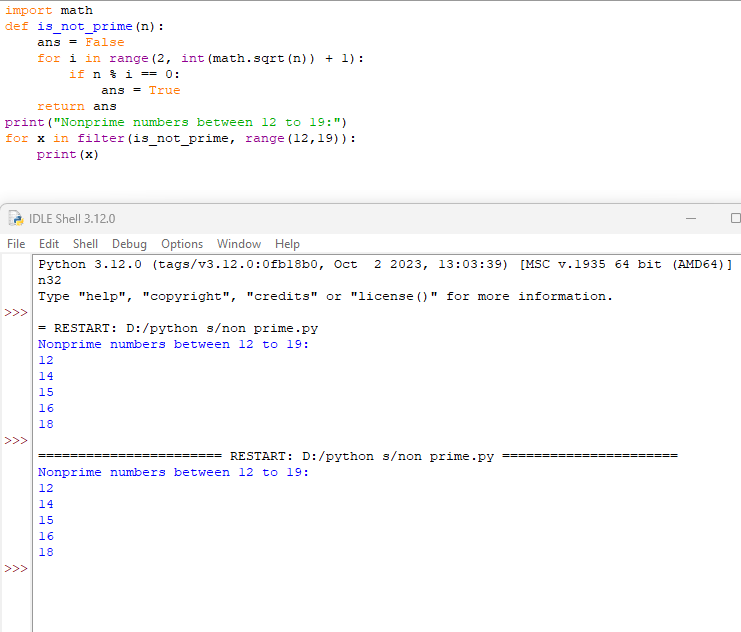 import math
def is_not_prime(n):
    ans = False
    for i in range(2, int(math.sqrt(n)) + 1):
        if n % i == 0:
            ans = True
    return ans
print("Nonprime numbers between 12 to 19:")
for x in filter(is_not_prime, range(12,19)):
    print(x)
IDLE Shell 3.12.0
File Edit Shell Debug Options Window Help
Python 3.12.0 (tags/v3.12.0:0fb18b0, Oct  2 2023, 13:03:39) [MSC v.1935 64 bit (AMD64)]
n32
Type "help", "copyright", "credits" or "license()" for more information.
>>>
= RESTART: D:/python s/non prime.py
Nonprime numbers between 12 to 19:
12
14
15
16
18
>>>
======================= RESTART: D:/python s/non prime.py ======================
Nonprime numbers between 12 to 19:
12
14
15
16
18
>>>